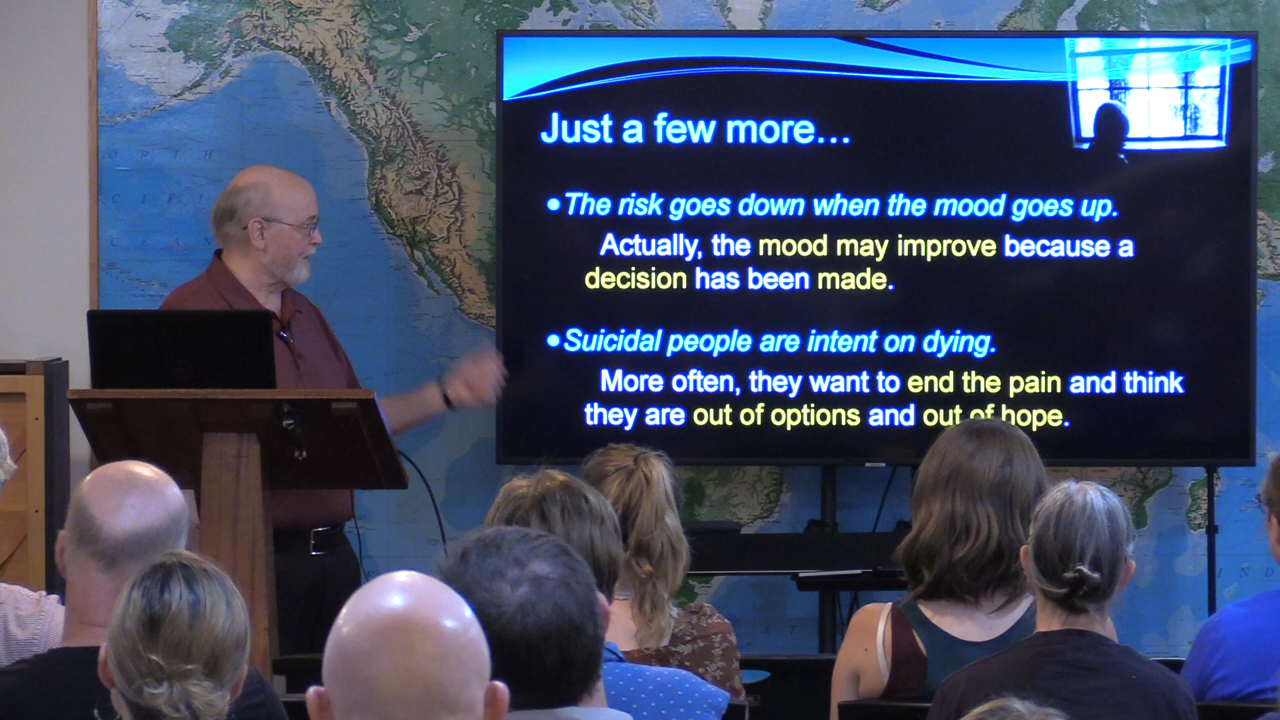 Just a few more...
•The risk goes down when the mood goes up.
Actually, the mood may improve because a
decision has been made.
•Suicidal people are intent on dying.
More often, they want to end the pain and think
they are out of options and out of hope.